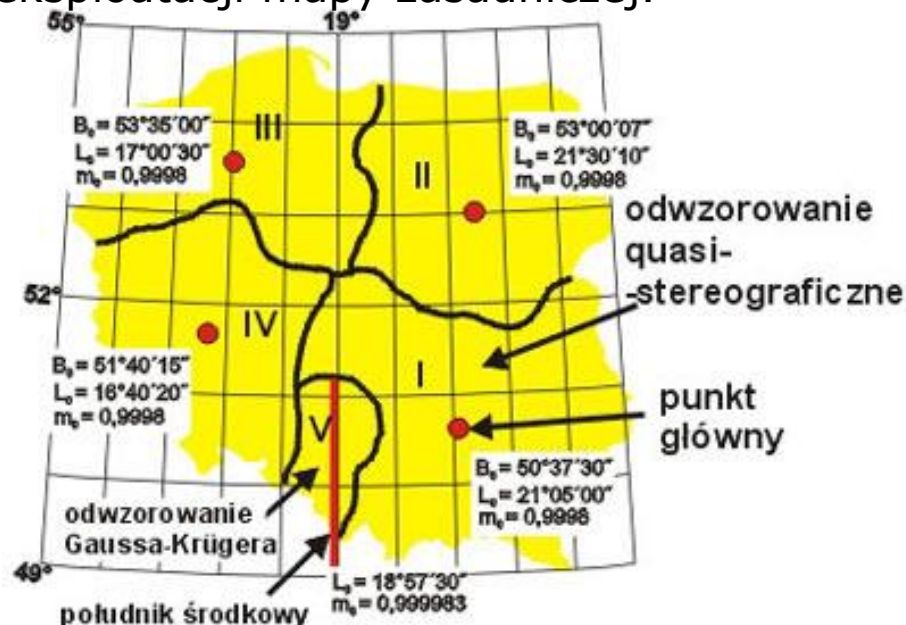 eksploatacji mapy zasadniczej.
55°
19°
B₀ = 53°35´00˝
L₀ = 17°00´30˝
m₀ = 0,9998
III
II
B₀ = 53°00´07˝
L₀ = 21°30´10˝
m₀ = 0,9998
odwzorowanie
quasi-
-stereograficzne
52°
IV
I
B₀ = 51°40´15˝
L₀ = 16°40´20˝
m₀ = 0,9998
V
punkt
główny
B₀ = 50°37´30˝
L₀ = 21°05´00˝
m₀ = 0,9998
odwzorowanie
Gaussa-Krügera
49°
L₀ = 18°57´30˝
m₀ = 0,999983
południk środkowy